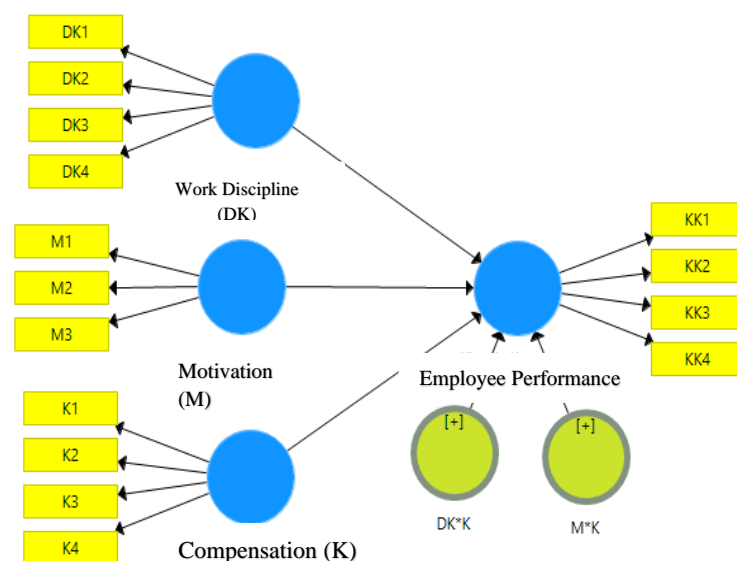 DK1
DK2
DK3
DK4
Work Discipline
(DK)
M1
M2
M3
Motivation
(M)
K1
K2
K3
K4
Compensation (K)
KK1
KK2
KK3
KK4
Employee Performance
[+]
[+]
DK*K
M*K